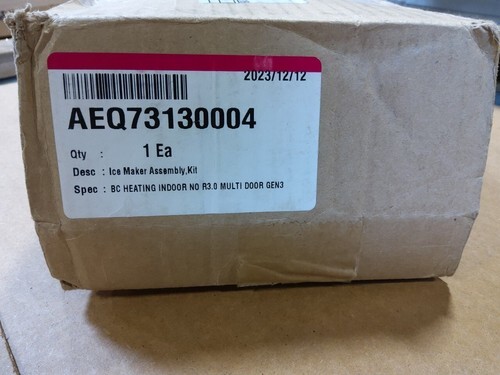 2023/12/12
AEQ73130004
Qty : 1 Ea
Desc : Ice Maker Assembly,Kit
Spec : BC HEATING INDOOR NO R3.0 MULTI DOOR GEN3